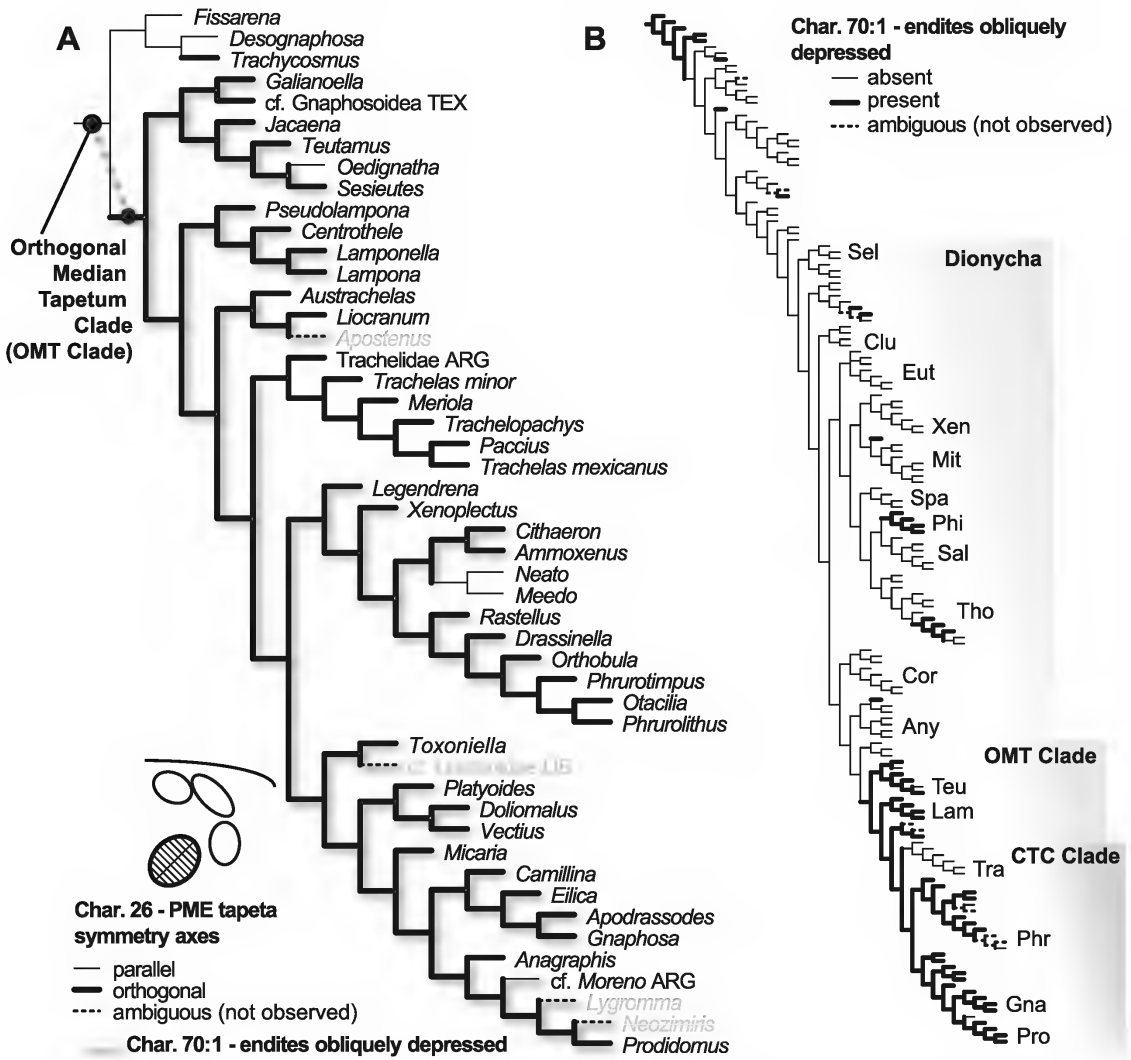 A
Fissarena
Desognaphosa
Trachycosmus
Galianoella
cf. Gnaphosoidea TEX
Jacaena
Teutamus
Oedignatha
Sesieutes
Pseudolampona
Centrothele
Lamponella
Lampona
Austrachelas
Liocranum
Apostenus
Trachelidae ARG
Trachelas minor
Meriola
Trachelopachys
Paccius
Trachelas mexicanus
Legendrena
Xenoplectus
Cithaeron
Ammoxenus
Neato
Meedo
Rastellus
Drassinella
Orthobula
Phrurotimpus
Otacilia
Phrurolithus
Toxoniella
Platyoides
Doliomalus
Vectius
Micaria
Camillina
Eilica
Apodrassodes
Gnaphosa
Anagraphis
cf. Moreno ARG
Lygromma
Neozimiris
Prodidomus
Orthogonal
Median
Tapetum
Clade
(OMT Clade)
Char. 26 - PME tapeta
symmetry axes
parallel
orthogonal
ambiguous (not observed)
Char. 70:1 - endites obliquely depressed
B
Char. 70:1 - endites obliquely
depressed
absent
present
ambiguous (not observed)
Dionycha
Sel
Clu
Eut
Xen
Mit
Spa
Phi
Sal
Tho
Cor
Any
OMT Clade
Teu
Lam
CTC Clade
Tra
Phr
Gna
Pro